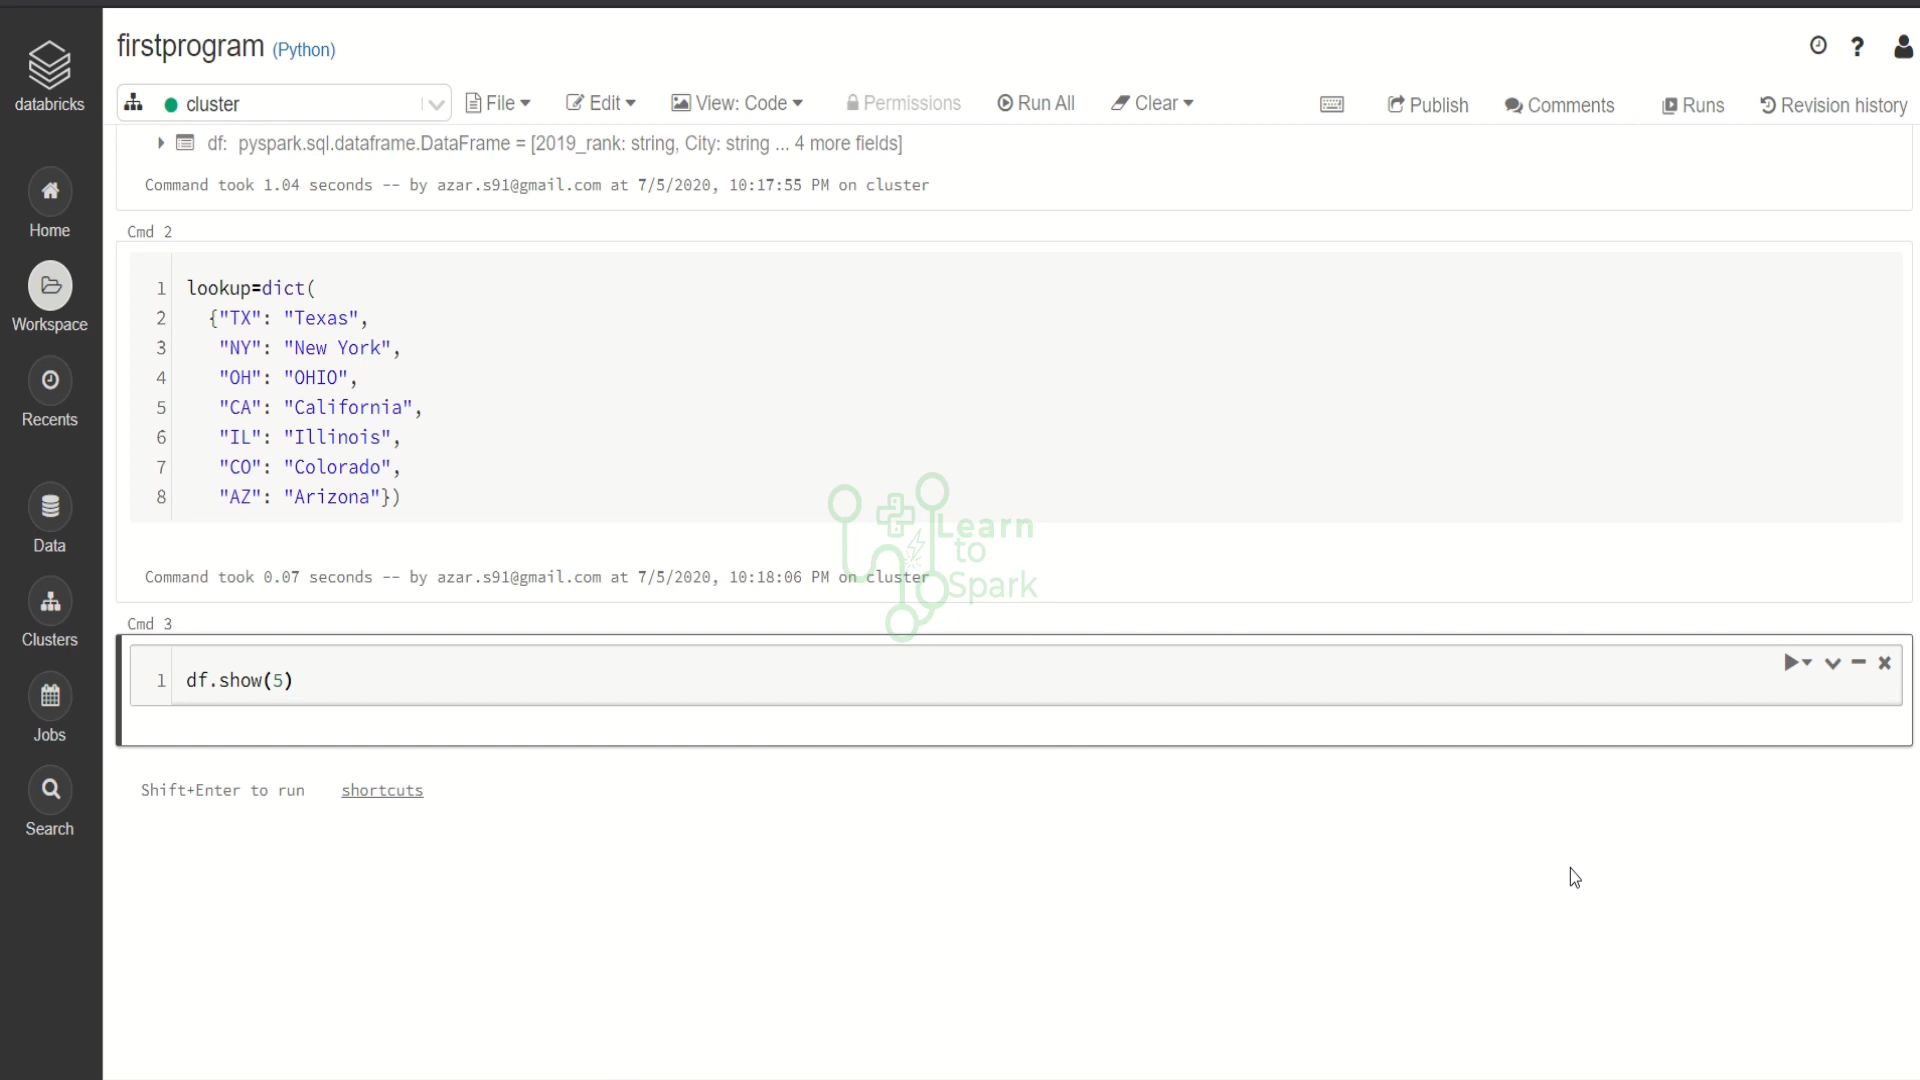 firstprogram (Python)
databricks
cluster
File
Edit
View: Code
Permissions
Run All
Clear
Publish
Comments
Runs
Revision history
df: pyspark.sql.dataframe.DataFrame = [2019_rank: string, City: string ... 4 more fields]
Command took 1.04 seconds -- by azar.s91@gmail.com at 7/5/2020, 10:17:55 PM on cluster
Home
Workspace
Recents
Data
Clusters
Jobs
Search
Cmd 2
1 lookup=dict(
2 {"TX": "Texas",
3 "NY": "New York",
4 "OH": "OHIO",
5 "CA": "California",
6 "IL": "Illinois",
7 "CO": "Colorado",
8 "AZ": "Arizona"})
Learn
to
Spark
Command took 0.07 seconds -- by azar.s91@gmail.com at 7/5/2020, 10:18:06 PM on cluster
Cmd 3
1 df.show(5)
Shift+Enter to run shortcuts